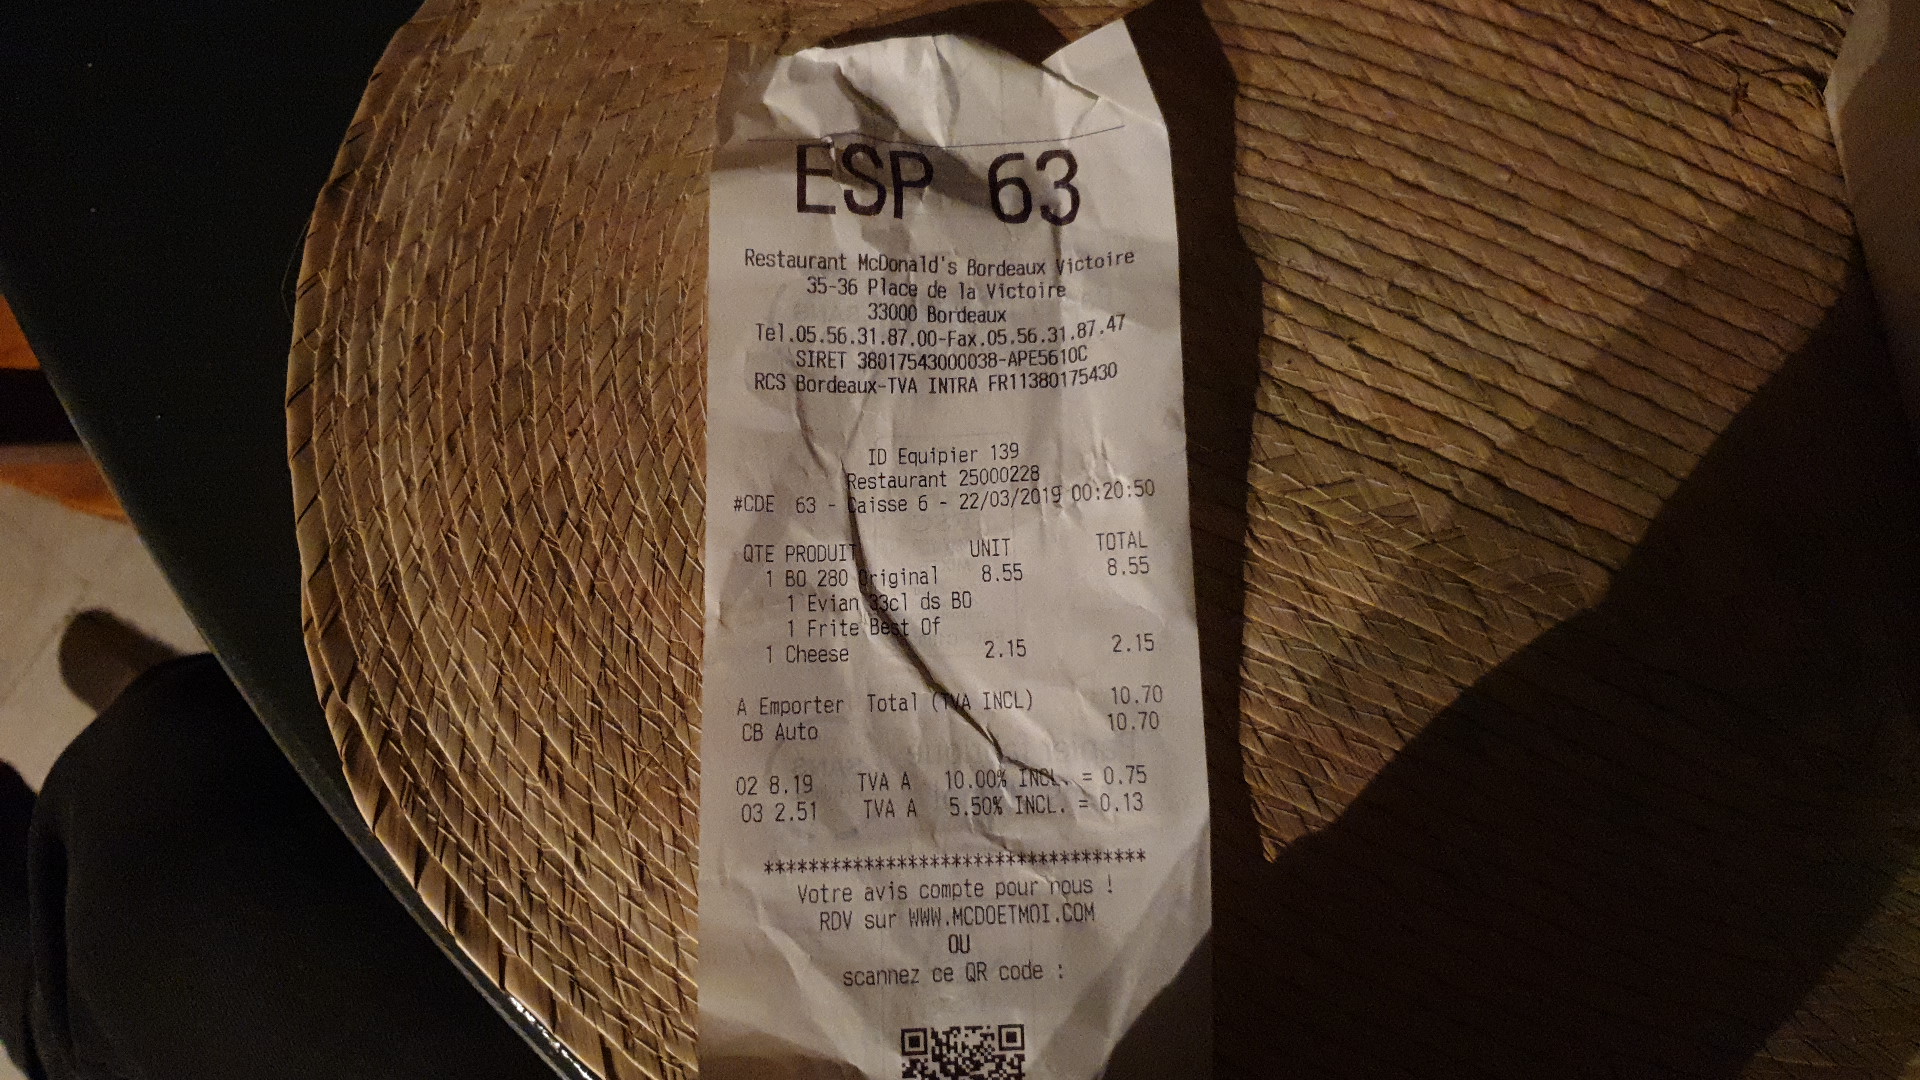 ESP 63
Restaurant McDonald's Bordeaux Victoire
35-36 Place de la Victoire
33000 Bordeaux
Tel.05.56.31.87.00-Fax.05.56.31.87.47
SIRET 38017543000038-APE5610C
RCS Bordeaux-TVA INTRA FR11380175430
ID Equipier 139
Restaurant 25000228
#CDE 63 - Caisse 6 - 22/03/2019 00:20:50
QTE PRODUIT UNIT TOTAL
1 BO 280 Original 8.55 8.55
1 Evian 33cl ds BO
1 Frite Best Of
1 Cheese 2.15 2.15
A Emporter Total (TVA INCL) 10.70
CB Auto 10.70
02 8.19 TVA A 10.00% INCL. = 0.75
03 2.51 TVA A 5.50% INCL. = 0.13
***********************************
Votre avis compte pour nous !
RDV sur WWW.MCDOETMOI.COM
OU
scannez ce QR code :